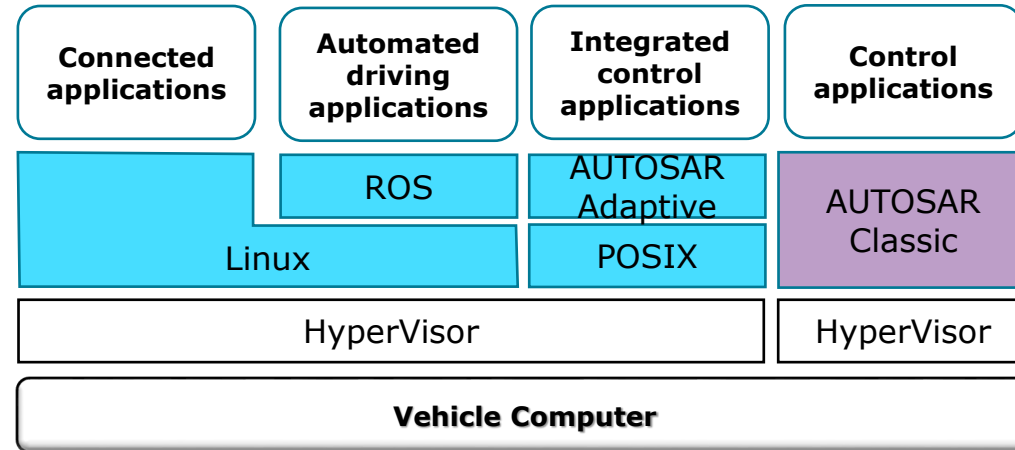 Connected
applications
Automated
driving
applications
Integrated
control
applications
Control
applications
ROS
AUTOSAR
Adaptive
AUTOSAR
Classic
Linux
POSIX
HyperVisor
HyperVisor
Vehicle Computer